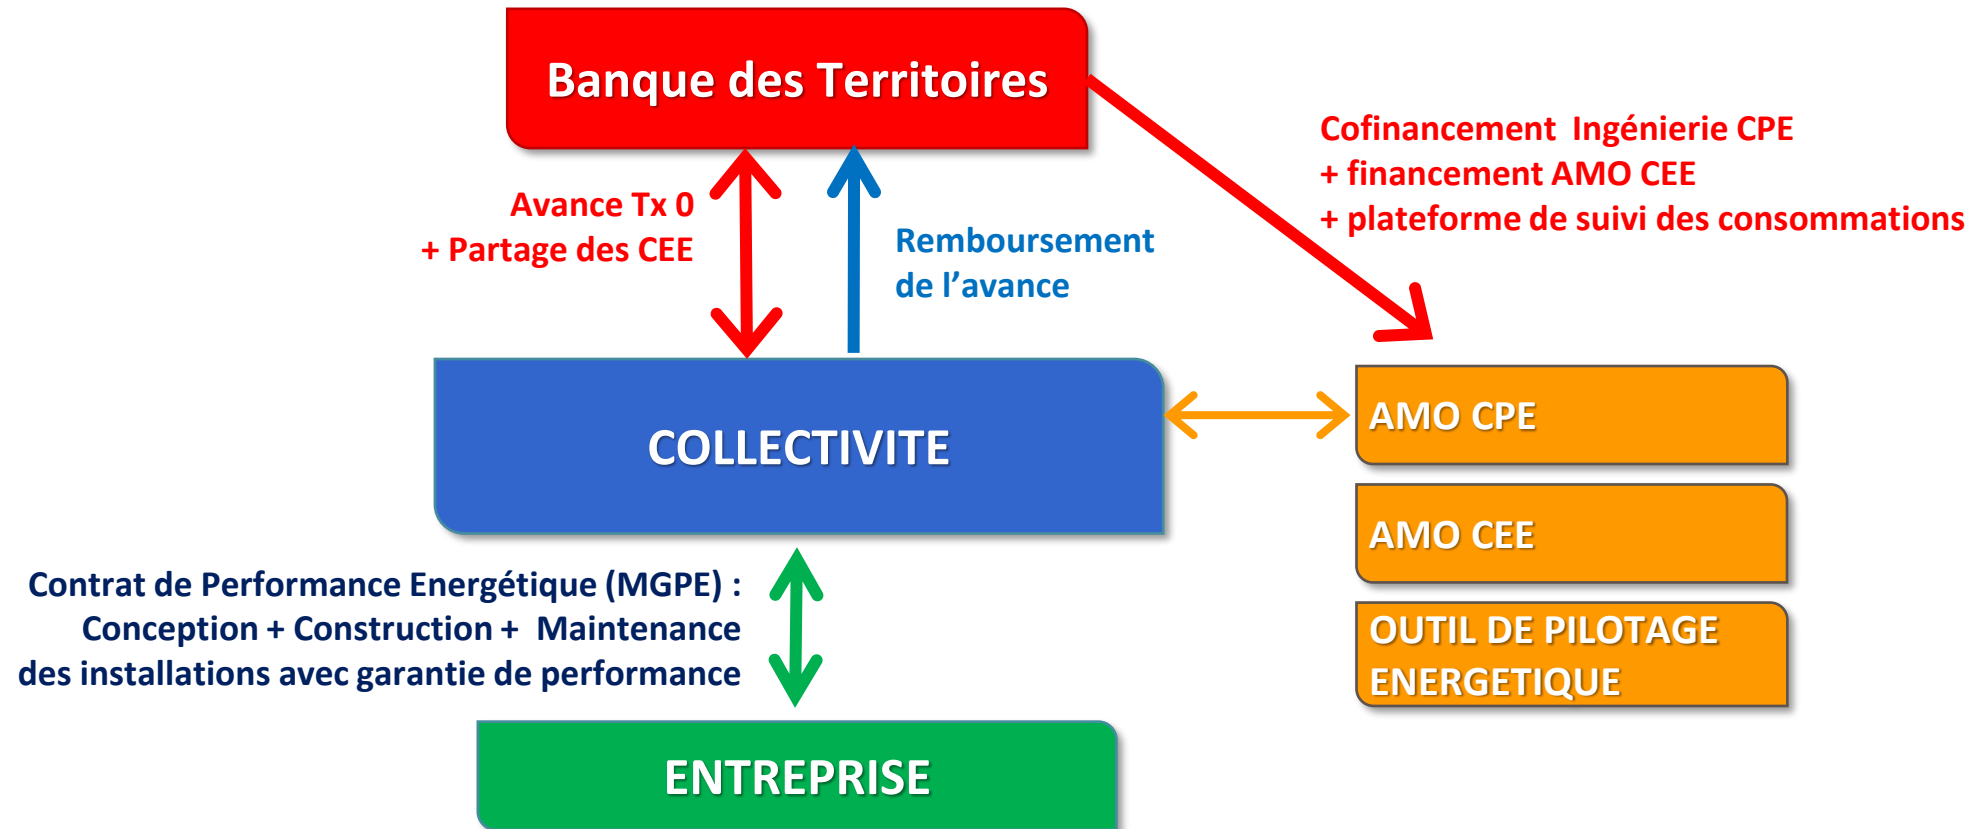 Banque des Territoires
Cofinancement Ingénierie CPE
+ financement AMO CEE
+ plateforme de suivi des consommations
Avance Tx 0
+ Partage des CEE
Remboursement
de l’avance
COLLECTIVITE
AMO CPE
AMO CEE
OUTIL DE PILOTAGE
ENERGETIQUE
Contrat de Performance Energétique (MGPE) :
Conception + Construction + Maintenance
des installations avec garantie de performance
ENTREPRISE